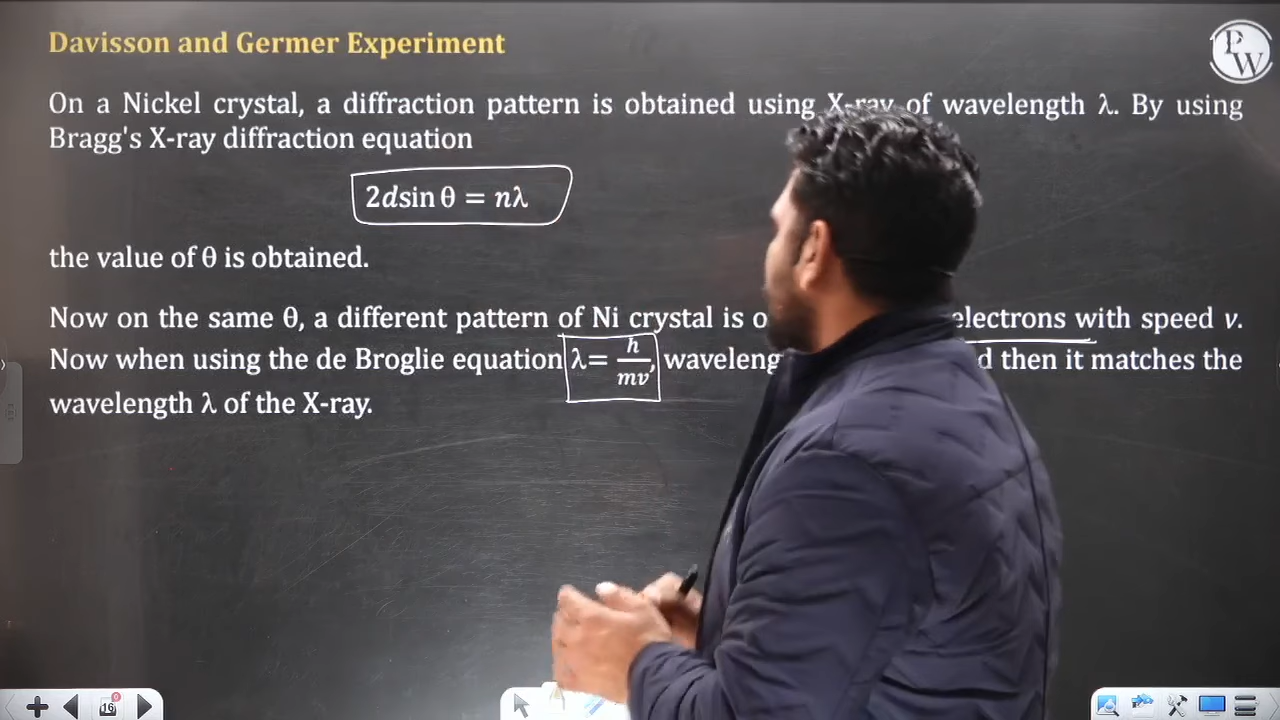 Davisson and Germer Experiment
PW
On a Nickel crystal, a diffraction pattern is obtained using X-ray of wavelength λ. By using
Bragg's X-ray diffraction equation
2dsin θ = nλ
the value of θ is obtained.
Now on the same θ, a different pattern of Ni crystal is electrons with speed v.
Now when using the de Broglie equation λ= h/mv, then it matches the
wavelength λ of the X-ray.
16